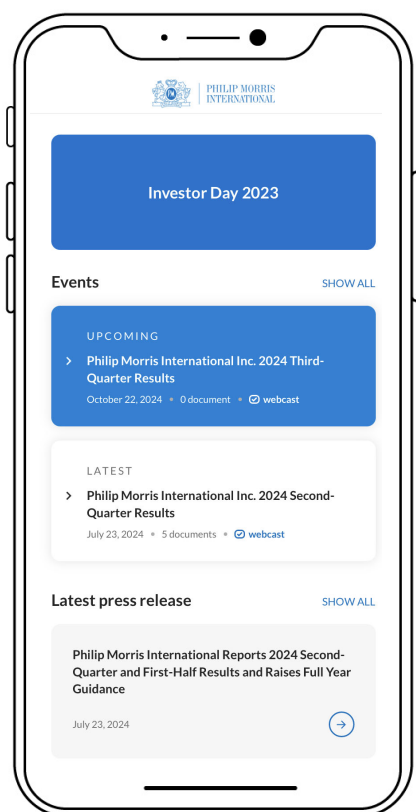 PHILIP MORRIS
INTERNATIONAL
Investor Day 2023
Events
SHOW ALL
UPCOMING
Philip Morris International Inc. 2024 Third-
Quarter Results
October 22, 2024 • 0 document • webcast
LATEST
Philip Morris International Inc. 2024 Second-
Quarter Results
July 23, 2024 • 5 documents • webcast
Latest press release
SHOW ALL
Philip Morris International Reports 2024 Second-
Quarter and First-Half Results and Raises Full Year
Guidance
July 23, 2024